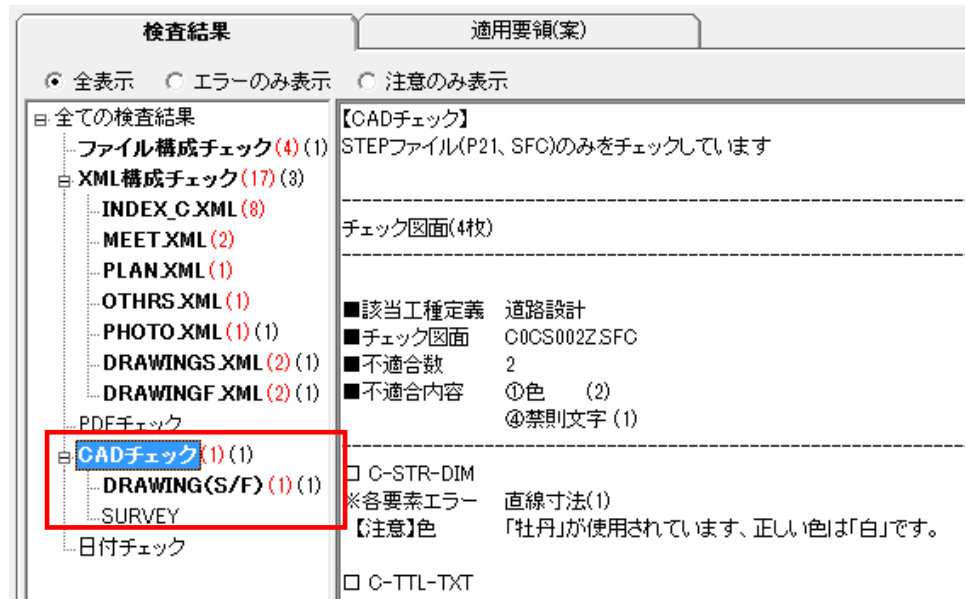 検査結果
適用要領(案)
全表示 エラーのみ表示 注意のみ表示
全ての検査結果
ファイル構成チェック(4)(1)
XML構成チェック(17)(3)
INDEX_C.XML(8)
MEET.XML(2)
PLAN.XML(1)
OTHRS.XML(1)
PHOTO.XML(1)(1)
DRAWINGS.XML(2)(1)
DRAWINGF.XML(2)(1)
PDFチェック
CADチェック(1)(1)
DRAWING(S/F)(1)(1)
SURVEY
日付チェック
【CADチェック】
STEPファイル(P21、SFC)のみをチェックしています
------------------------------------------------------------
チェック図面(4枚)
------------------------------------------------------------
■該当工種定義 道路設計
■チェック図面 C0CS002Z.SFC
■不適合数 2
■不適合内容 ①色 (2)
④禁則文字 (1)
------------------------------------------------------------
□ C-STR-DIM
※各要素エラー 直線寸法(1)
【注意】色 「牡丹」が使用されています、正しい色は「白」です。
□ C-TTL-TXT